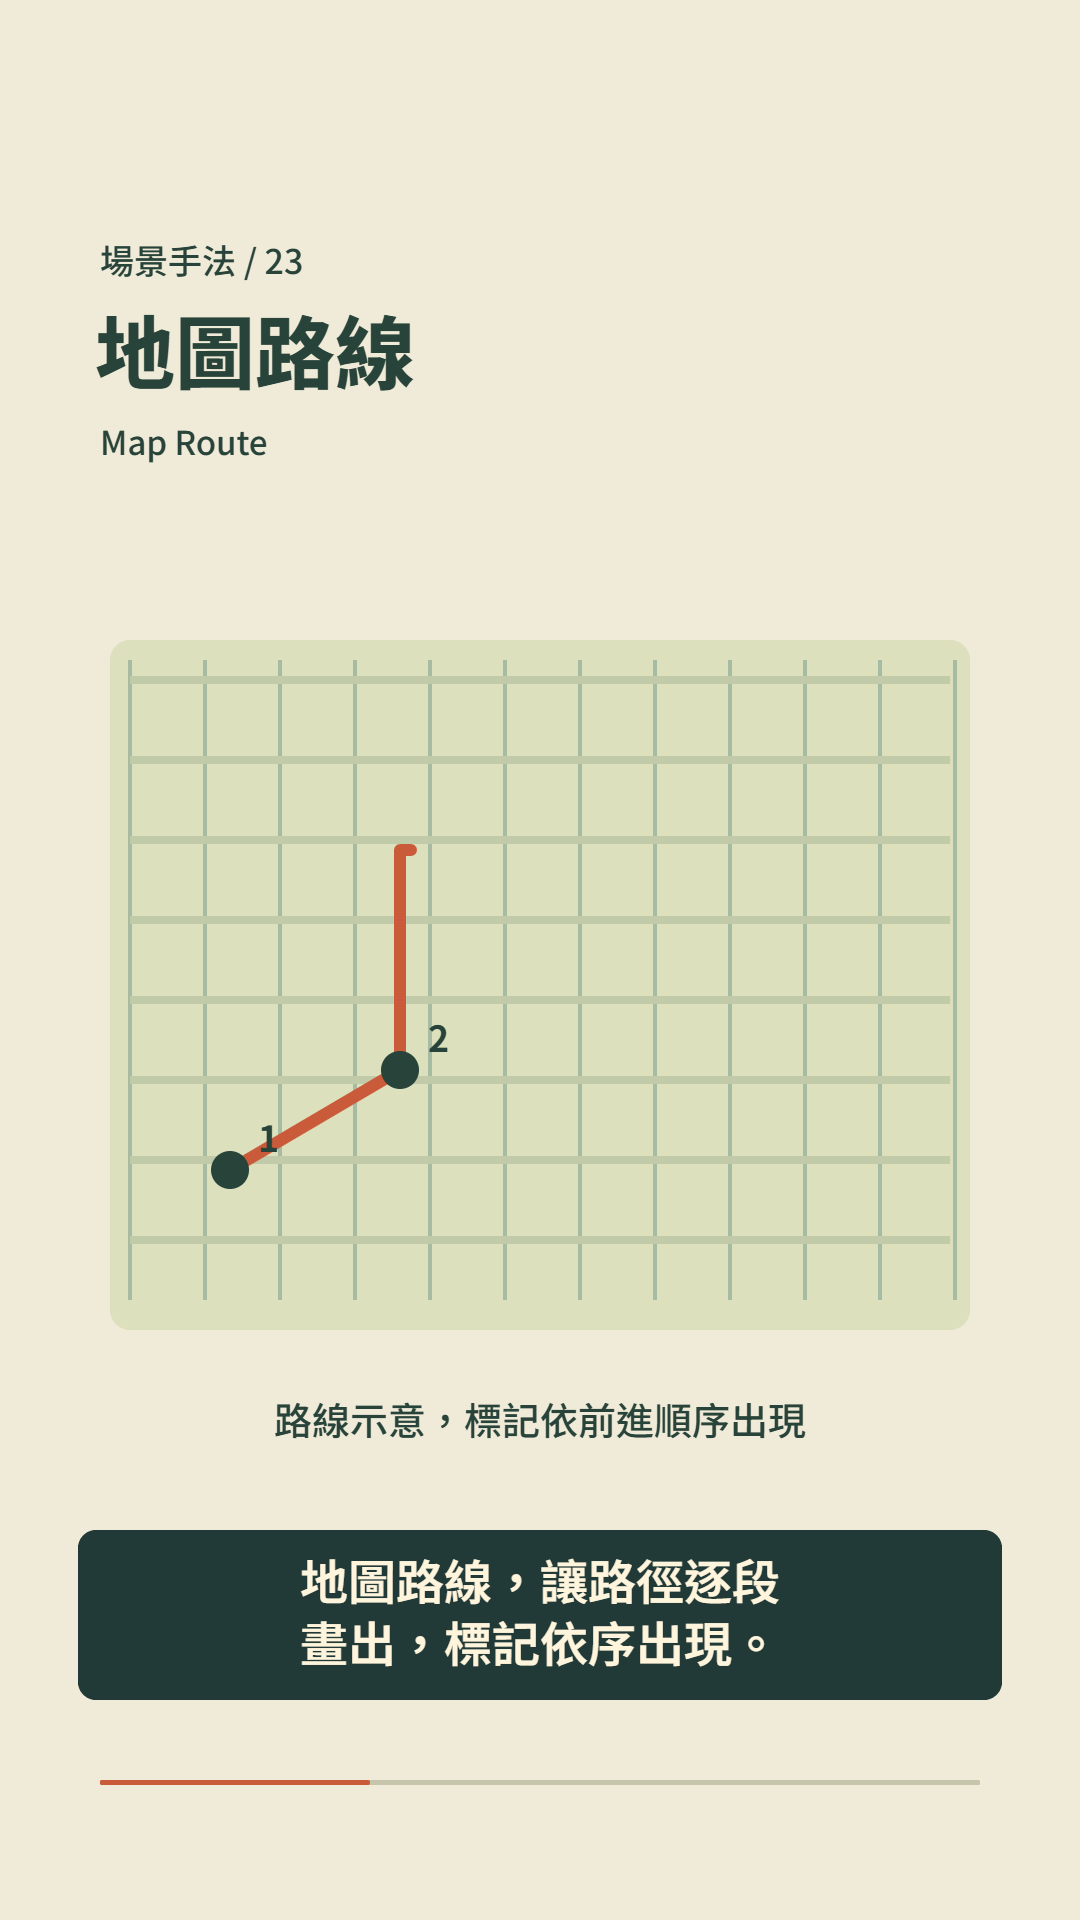 場景手法 / 23
地圖路線
Map Route
2
1
路線示意，標記依前進順序出現
地圖路線，讓路徑逐段
畫出，標記依序出現。